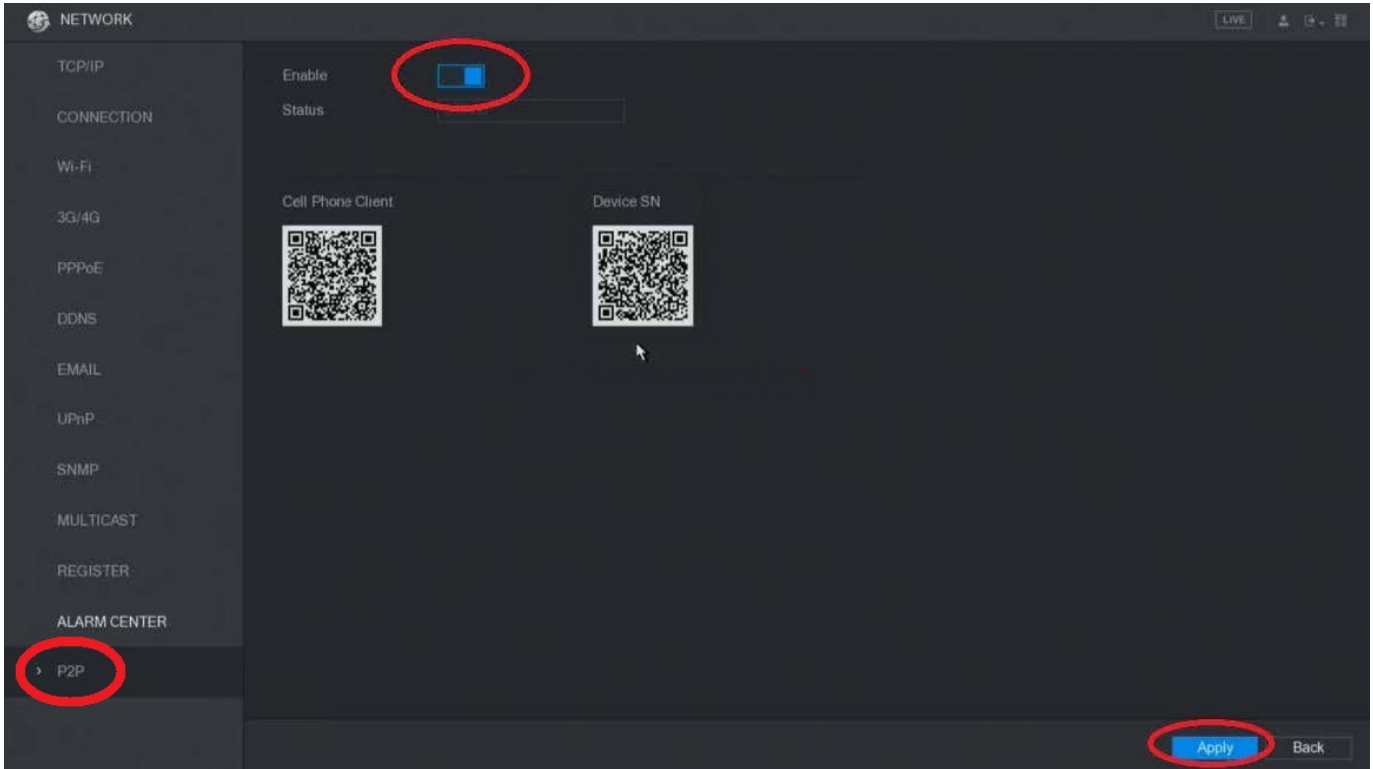 NETWORK
LIVE
TCP/IP
CONNECTION
Wi-Fi
3G/4G
PPPoE
DDNS
EMAIL
UPnP
SNMP
MULTICAST
REGISTER
ALARM CENTER
P2P
Enable
Status
Cell Phone Client
Device SN
Apply
Back